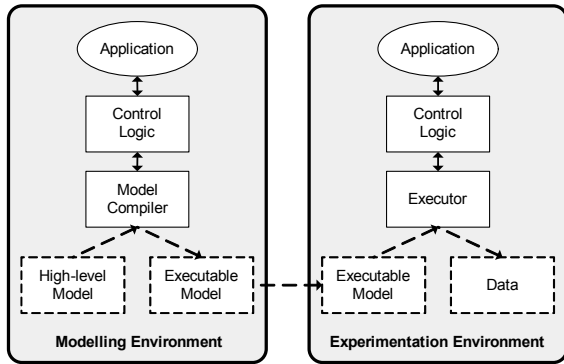 Application
Control
Logic
Model
Compiler
High-level
Model
Executable
Model
Modelling Environment
Application
Control
Logic
Executor
Executable
Model
Data
Experimentation Environment